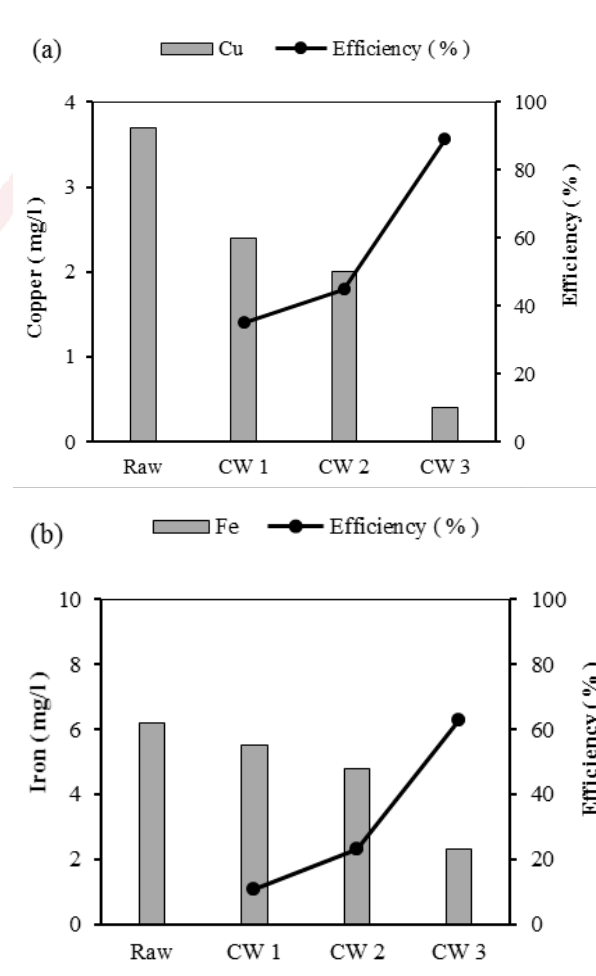 (a)
Cu
Efficiency ( % )
4
3
2
1
0
Copper ( mg/l )
100
80
60
40
20
0
Efficiency ( % )
Raw CW 1 CW 2 CW 3
(b)
Fe
Efficiency ( % )
10
8
6
4
2
0
Iron ( mg/l )
100
80
60
40
20
0
Efficiency ( % )
Raw CW 1 CW 2 CW 3